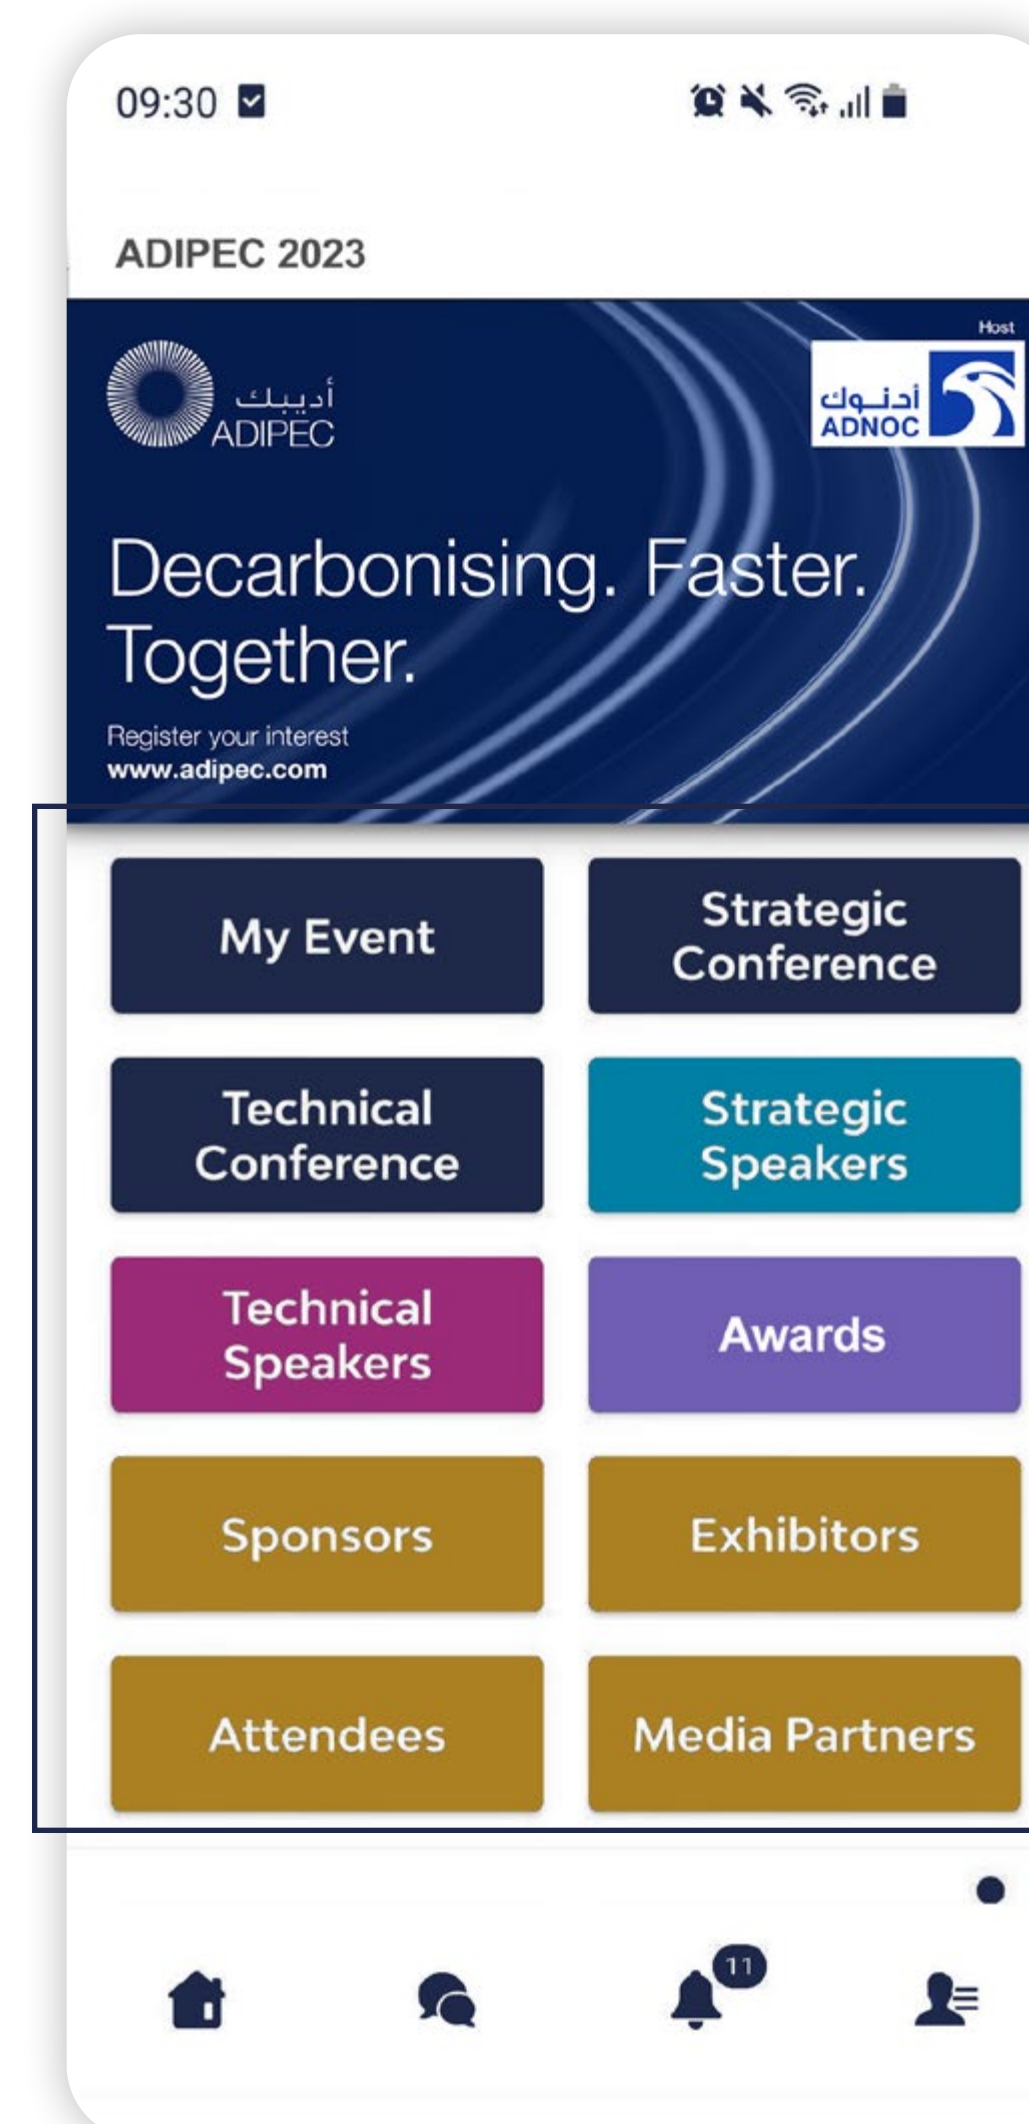 09:30
ADIPEC 2023
Host
أديبك
ADIPEC
أدنوك
ADNOC
Decarbonising. Faster.
Together.
Register your interest
www.adipec.com
My Event
Strategic
Conference
Technical
Conference
Strategic
Speakers
Technical
Speakers
Awards
Sponsors
Exhibitors
Attendees
Media Partners
11